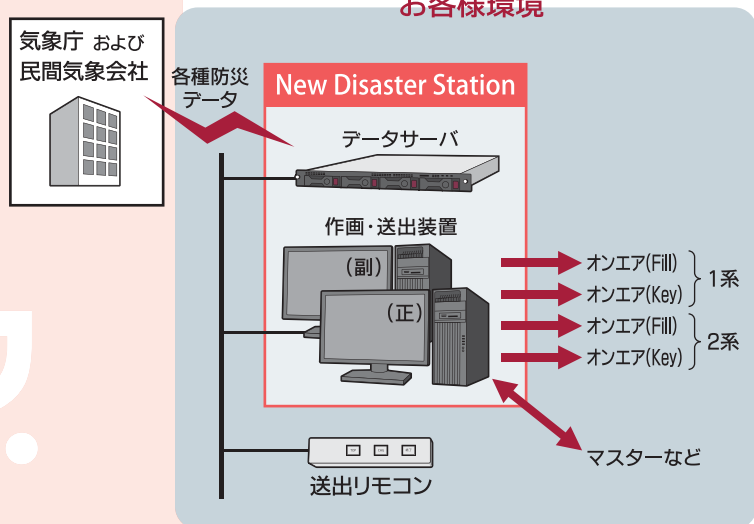 お客様環境
気象庁 および
民間気象会社
各種防災
データ
New Disaster Station
データサーバ
作画・送出装置
(副)
(正)
オンエア(Fill)
オンエア(Key)
1系
オンエア(Fill)
オンエア(Key)
2系
マスターなど
送出リモコン